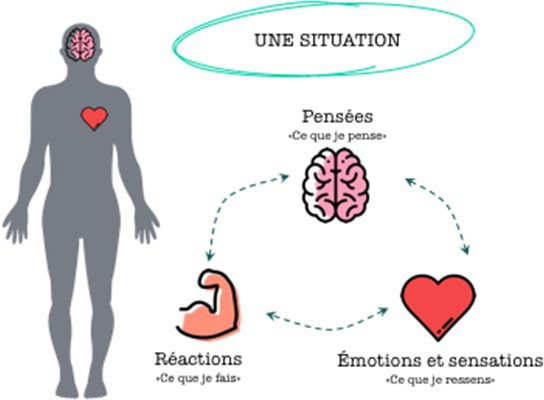 UNE SITUATION
Pensées
«Ce que je pense»
Réactions
«Ce que je fais»
Émotions et sensations
«Ce que je ressens»